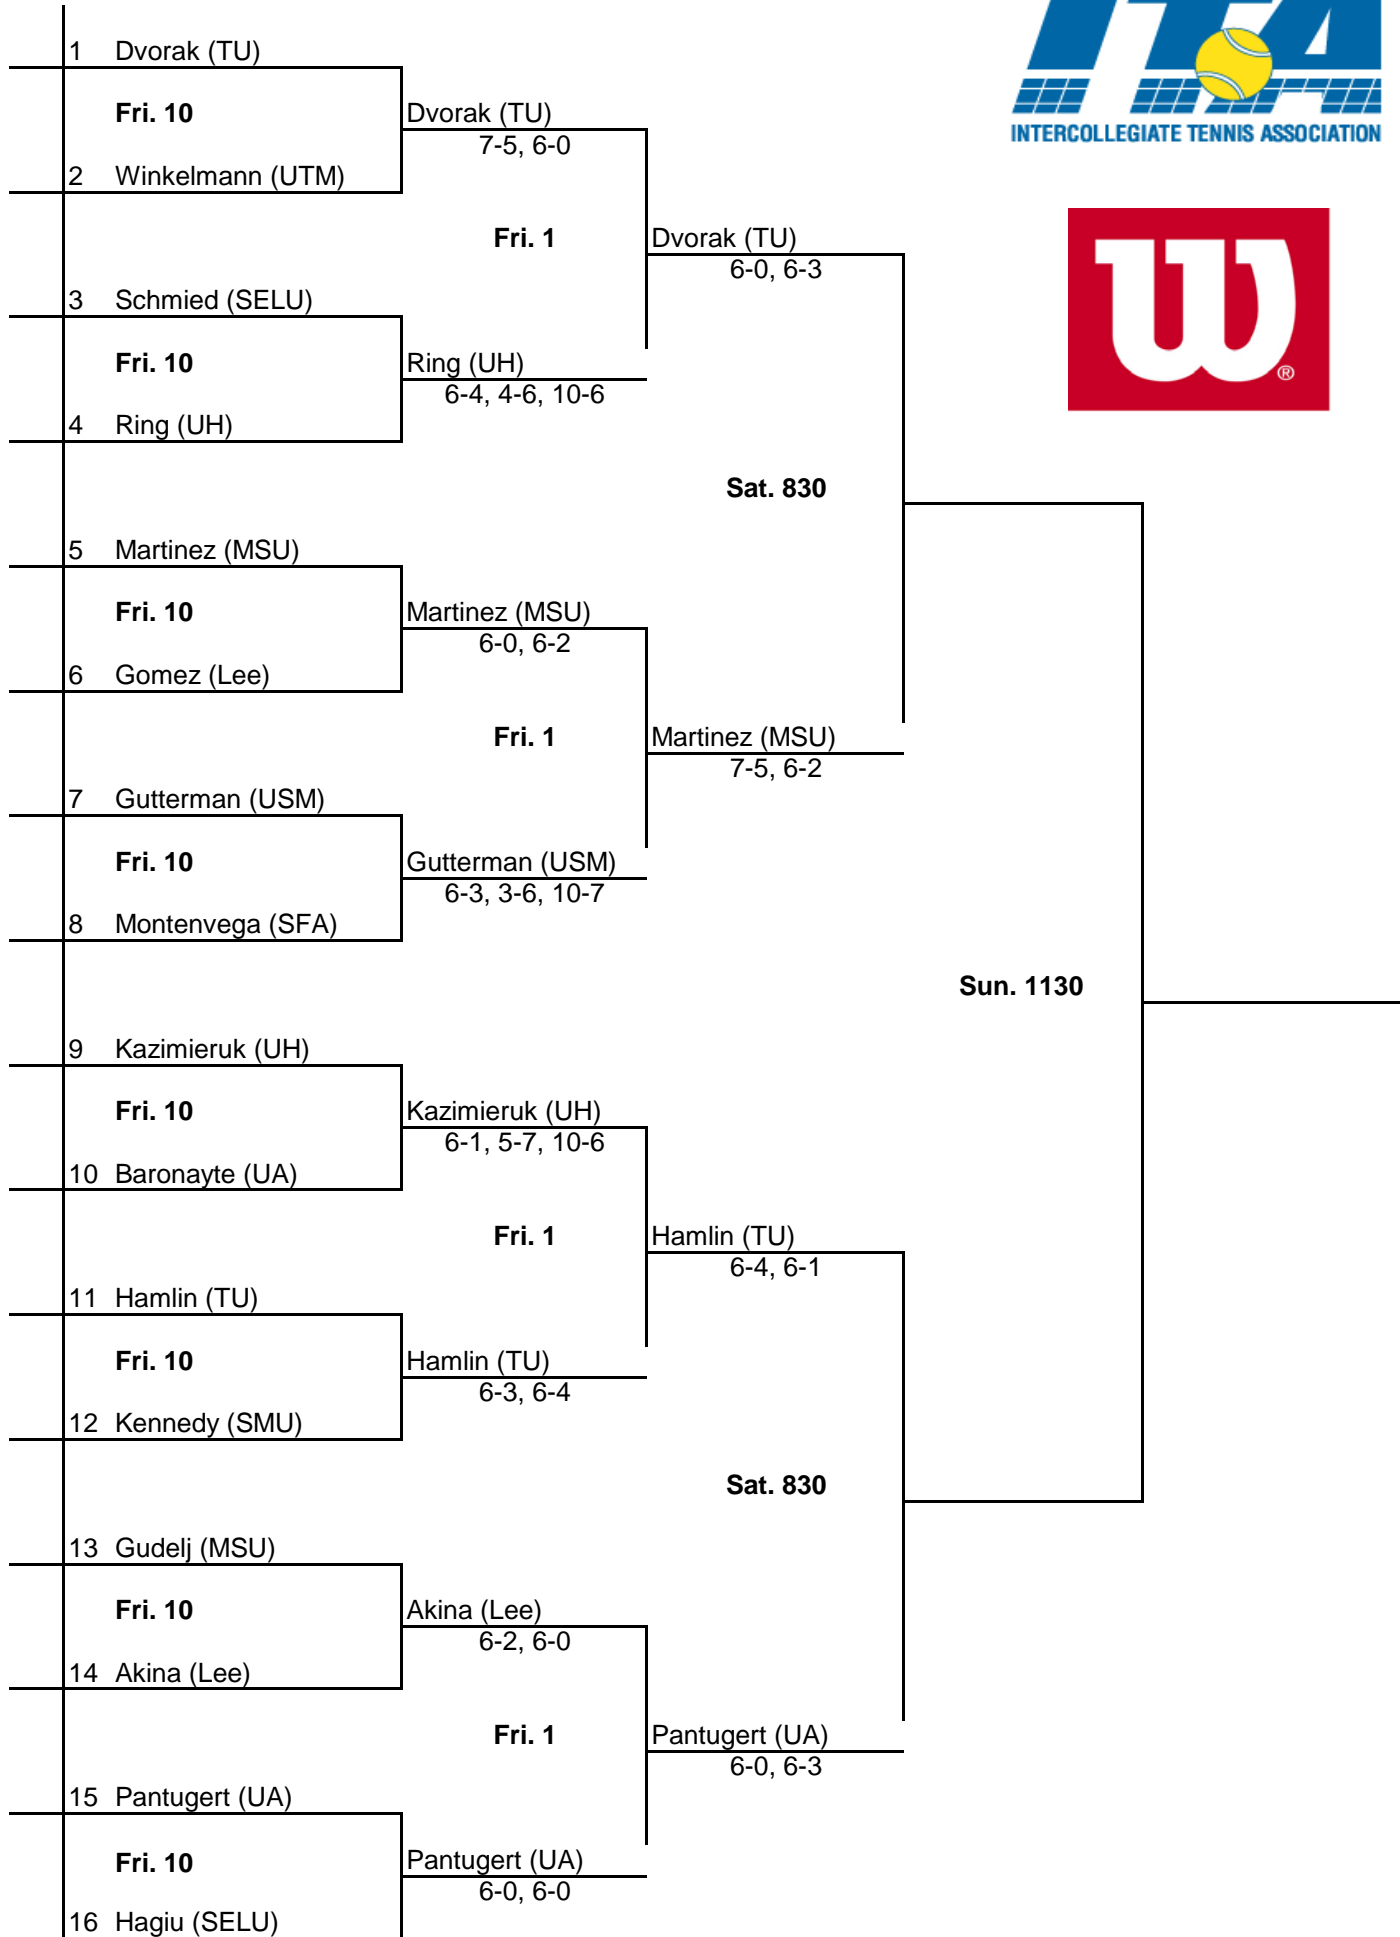 ITA
INTERCOLLEGIATE TENNIS ASSOCIATION
W
®
1 Dvorak (TU)
Fri. 10
Dvorak (TU)
7-5, 6-0
2 Winkelmann (UTM)
Fri. 1
Dvorak (TU)
6-0, 6-3
3 Schmied (SELU)
Fri. 10
Ring (UH)
6-4, 4-6, 10-6
4 Ring (UH)
Sat. 830
5 Martinez (MSU)
Fri. 10
Martinez (MSU)
6-0, 6-2
6 Gomez (Lee)
Fri. 1
Martinez (MSU)
7-5, 6-2
7 Gutterman (USM)
Fri. 10
Gutterman (USM)
6-3, 3-6, 10-7
8 Montenvega (SFA)
Sun. 1130
9 Kazimieruk (UH)
Fri. 10
Kazimieruk (UH)
6-1, 5-7, 10-6
10 Baronayte (UA)
Fri. 1
Hamlin (TU)
6-4, 6-1
11 Hamlin (TU)
Fri. 10
Hamlin (TU)
6-3, 6-4
12 Kennedy (SMU)
Sat. 830
13 Gudelj (MSU)
Fri. 10
Akina (Lee)
6-2, 6-0
14 Akina (Lee)
Fri. 1
Pantugert (UA)
6-0, 6-3
15 Pantugert (UA)
Fri. 10
Pantugert (UA)
6-0, 6-0
16 Hagiu (SELU)